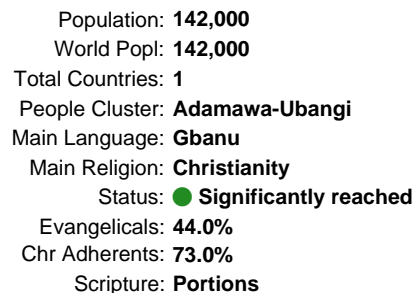 Population: 142,000
World Popl: 142,000
Total Countries: 1
People Cluster: Adamawa-Ubangi
Main Language: Gbanu
Main Religion: Christianity
Status: Significantly reached
Evangelicals: 44.0%
Chr Adherents: 73.0%
Scripture: Portions